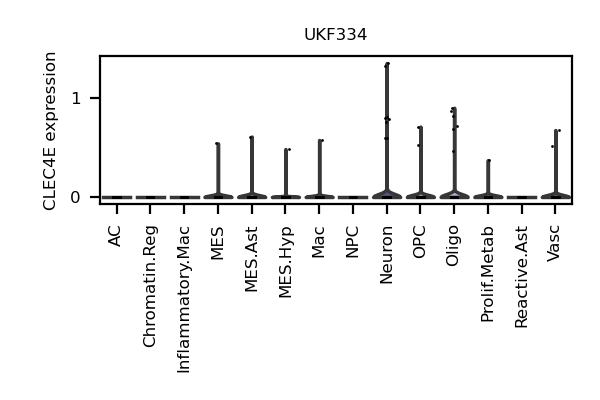 UKF334
CLEC4E expression
1
0
AC
Chromatin.Reg
Inflammatory.Mac
MES
MES.Ast
MES.Hyp
Mac
NPC
Neuron
OPC
Oligo
Prolif.Metab
Reactive.Ast
Vasc